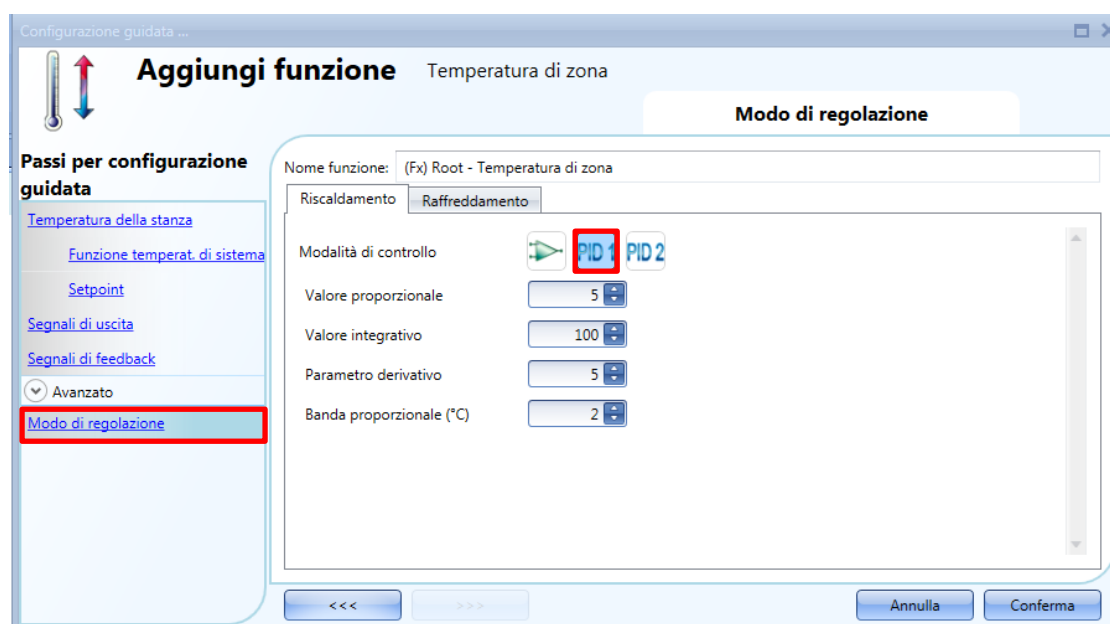 Configurazione guidata ...
Aggiungi funzione Temperatura di zona
Modo di regolazione
Passi per configurazione
guidata
Temperatura della stanza
Funzione temperat. di sistema
Setpoint
Segnali di uscita
Segnali di feedback
Avanzato
Modo di regolazione
Nome funzione: (Fx) Root - Temperatura di zona
Riscaldamento Raffreddamento
Modalità di controllo PID 1 PID 2
Valore proporzionale 5
Valore integrativo 100
Parametro derivativo 5
Banda proporzionale (°C) 2
<<< >>> Annulla Conferma